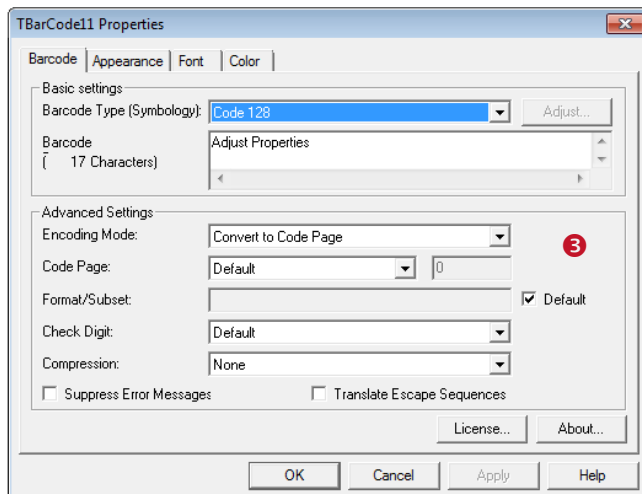 TBarCode11 Properties
Barcode Appearance Font Color
Basic settings
Barcode Type (Symbology): Code 128 Adjust...
Barcode Adjust Properties
( 17 Characters)
Advanced Settings
Encoding Mode: Convert to Code Page
3
Code Page: Default 0
Format/Subset: Default
Check Digit: Default
Compression: None
Suppress Error Messages Translate Escape Sequences
License... About...
OK Cancel Apply Help